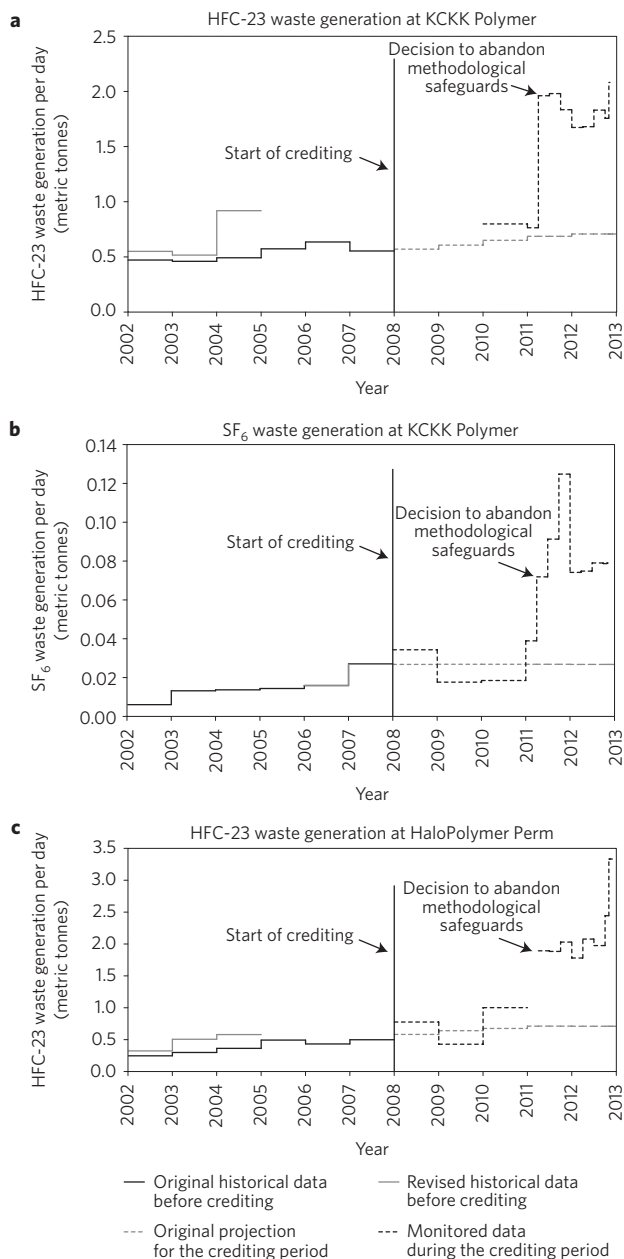 a
HFC-23 waste generation at KCKK Polymer
HFC-23 waste generation per day
(metric tonnes)
2.5
2.0
1.5
1.0
0.5
0.0
Start of crediting
Decision to abandon
methodological
safeguards
2002
2003
2004
2005
2006
2007
2008
2009
2010
2011
2012
2013
Year
b
SF6 waste generation at KCKK Polymer
SF6 waste generation per day
(metric tonnes)
0.14
0.12
0.10
0.08
0.06
0.04
0.02
0.00
Start of crediting
Decision to abandon
methodological
safeguards
2002
2003
2004
2005
2006
2007
2008
2009
2010
2011
2012
2013
Year
c
HFC-23 waste generation at HaloPolymer Perm
HFC-23 waste generation per day
(metric tonnes)
3.5
3.0
2.5
2.0
1.5
1.0
0.5
0.0
Start of crediting
Decision to abandon
methodological
safeguards
2002
2003
2004
2005
2006
2007
2008
2009
2010
2011
2012
2013
Year
Original historical data
before crediting
Revised historical data
before crediting
Original projection
for the crediting period
Monitored data
during the crediting period